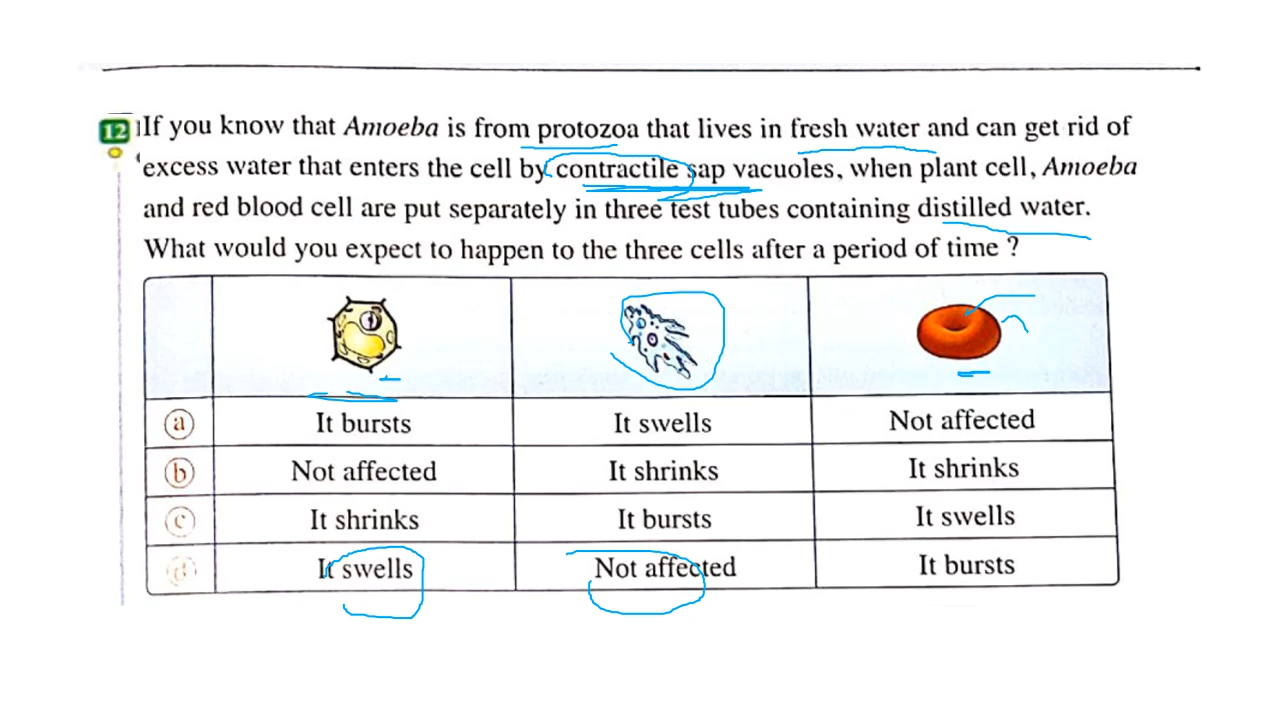 12 If you know that Amoeba is from protozoa that lives in fresh water and can get rid of
excess water that enters the cell by contractile sap vacuoles, when plant cell, Amoeba
and red blood cell are put separately in three test tubes containing distilled water.
What would you expect to happen to the three cells after a period of time ?
a It bursts It swells Not affected
b Not affected It shrinks It shrinks
c It shrinks It bursts It swells
d It swells Not affected It bursts